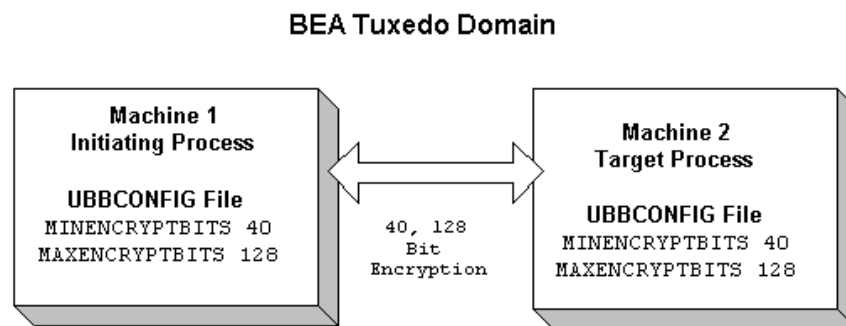 BEA Tuxedo Domain
Machine 1
Initiating Process
UBBCONFIG File
MINENCRYPTBITS 40
MAXENCRYPTBITS 128
40, 128
Bit
Encryption
Machine 2
Target Process
UBBCONFIG File
MINENCRYPTBITS 40
MAXENCRYPTBITS 128